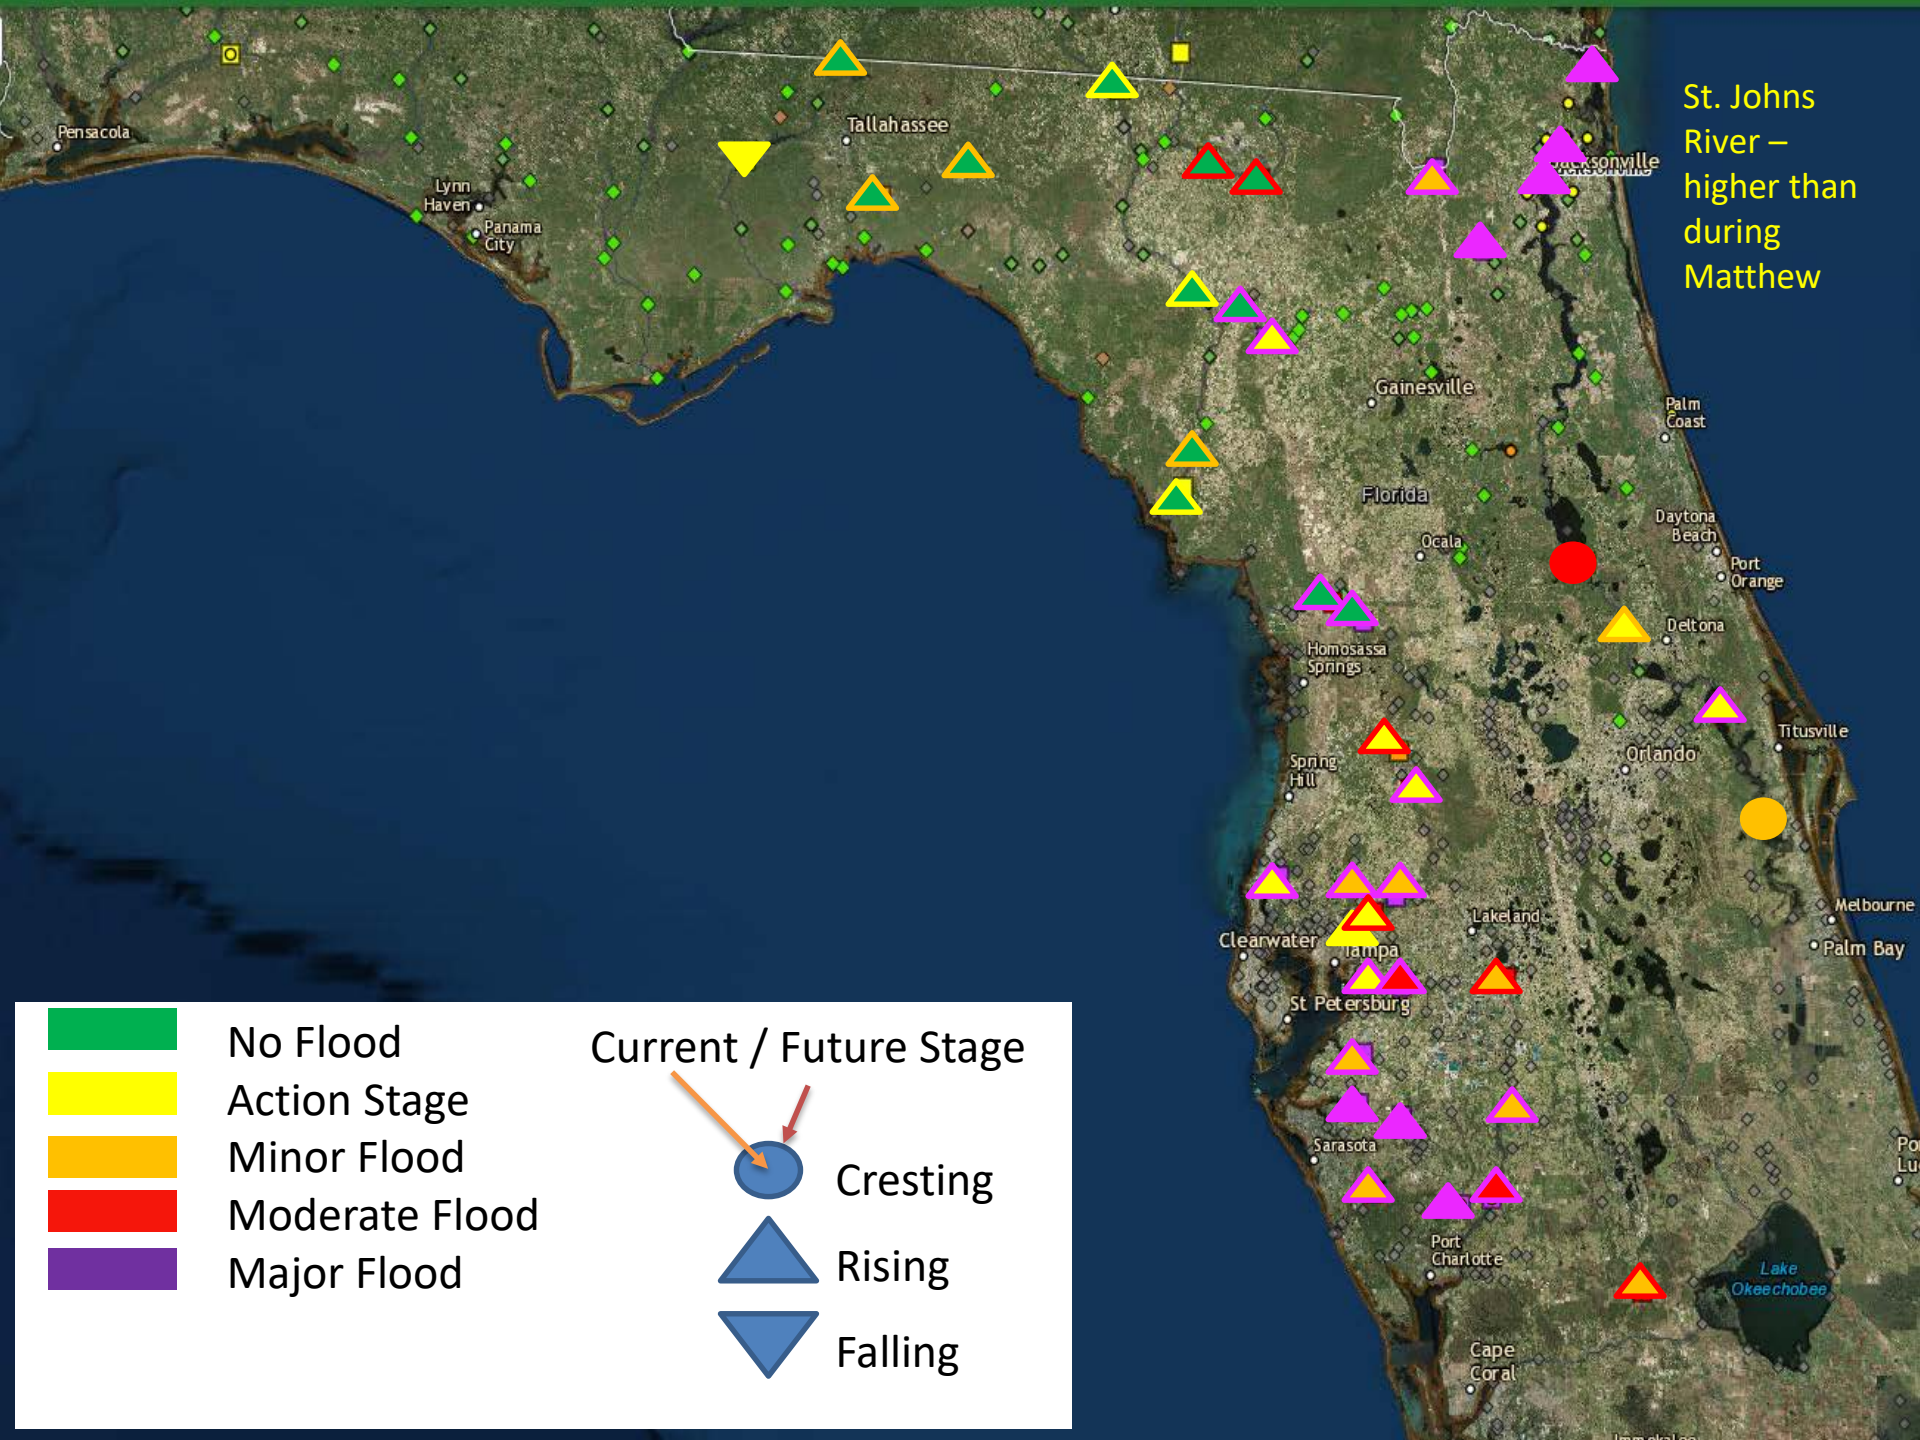 St. Johns
River –
higher than
during
Matthew
Pensacola
Tallahassee
Lynn
Haven
Panama
City
Jacksonville
Gainesville
Palm
Coast
Florida
Ocala
Daytona
Beach
Port
Orange
Deltona
Homosassa
Springs
Titusville
Orlando
Spring
Hill
Lakeland
Melbourne
Clearwater
Tampa
Palm Bay
St Petersburg
Sarasota
Port
Charlotte
Lake
Okeechobee
Cape
Coral
No Flood
Action Stage
Minor Flood
Moderate Flood
Major Flood
Current / Future Stage
Cresting
Rising
Falling